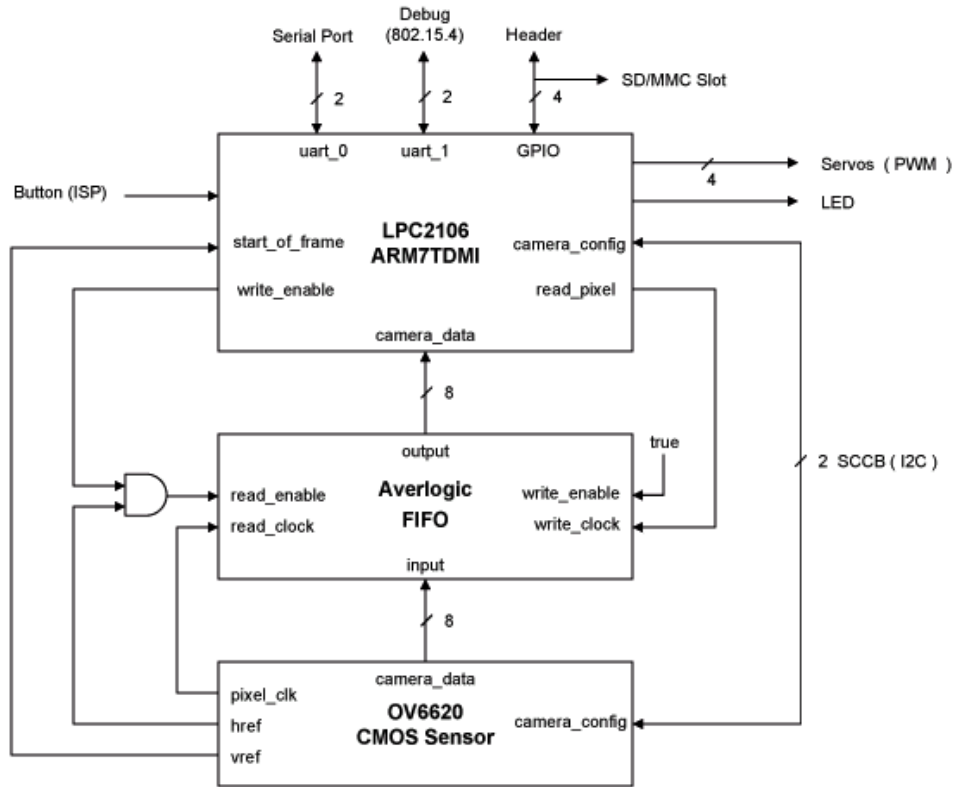 Debug
(802.15.4)
Serial Port
Header
SD/MMC Slot
2
2
4
uart_0
uart_1
GPIO
Servos ( PWM )
4
Button (ISP)
LED
LPC2106
ARM7TDMI
start_of_frame
camera_config
write_enable
read_pixel
camera_data
8
output
true
2 SCCB ( I2C )
read_enable
Averlogic
FIFO
write_enable
read_clock
write_clock
input
8
camera_data
pixel_clk
OV6620
CMOS Sensor
href
camera_config
vref